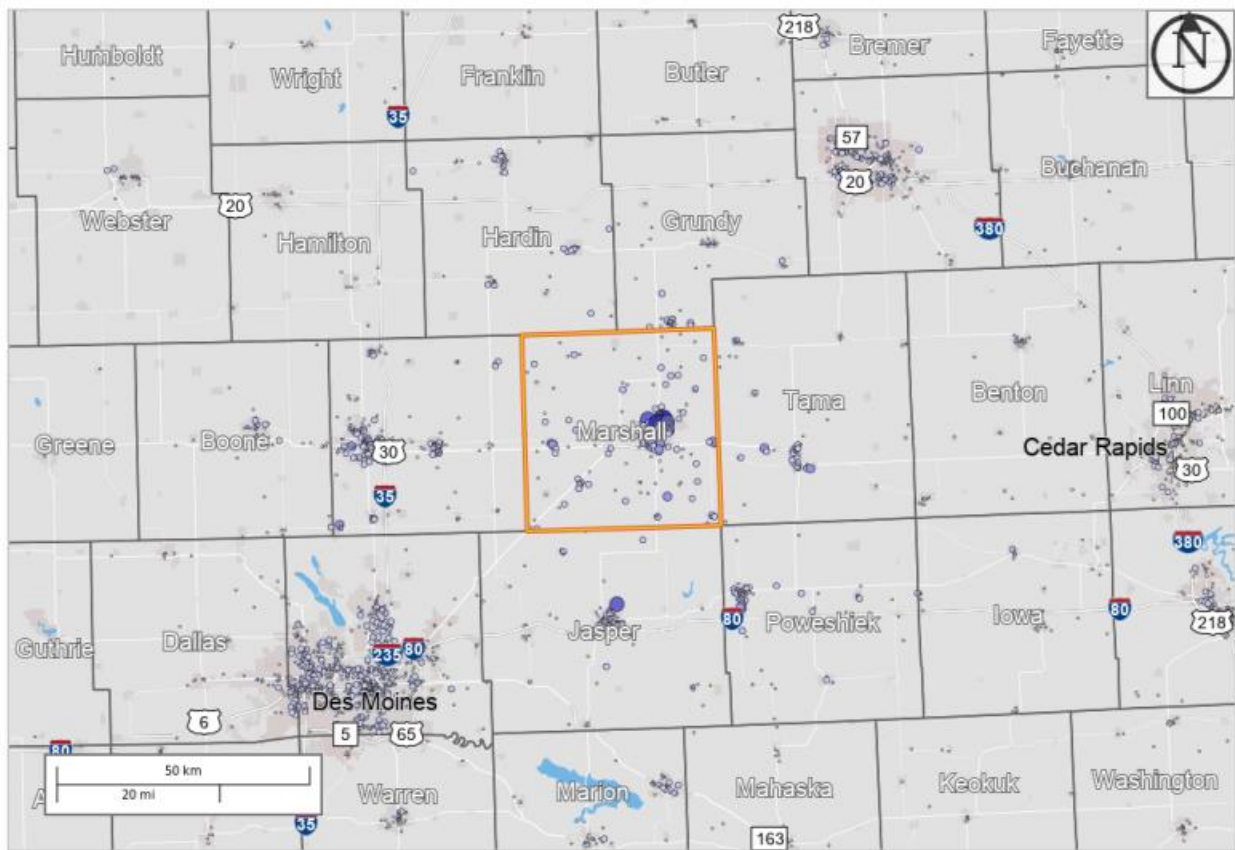 218
Bremer
Fayette
N
Humboldt
Wright
Franklin
Butler
35
57
20
Buchanan
Webster
20
Hamilton
Hardin
Grundy
380
Greene
Boone
30
Marshall
Tama
Benton
Linn
100
Cedar Rapids
30
35
380
Guthrie
Dallas
235
80
Jasper
80
Poweshiek
Iowa
80
218
Des Moines
6
5
65
80
50 km
20 mi
Warren
Marion
Mahaska
Keokuk
Washington
35
163